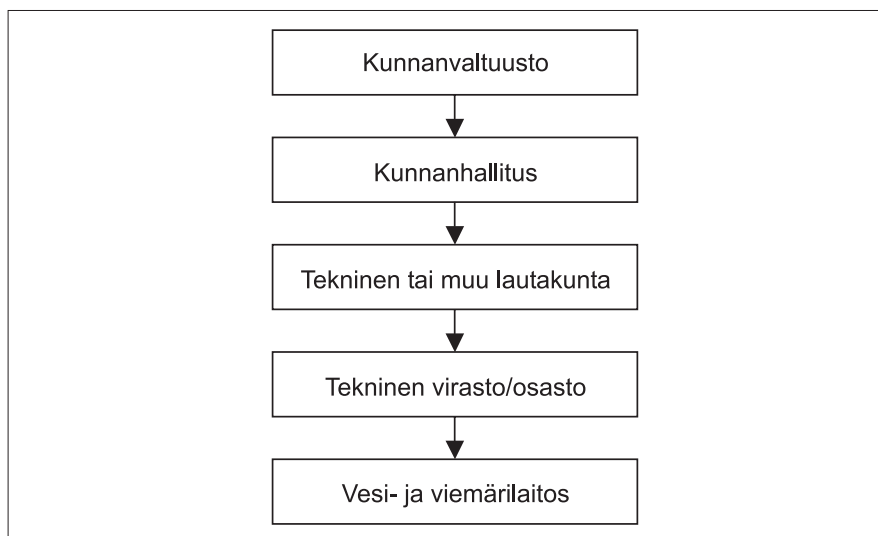 Kunnanvaltuusto
Kunnanhallitus
Tekninen tai muu lautakunta
Tekninen virasto/osasto
Vesi- ja viemärilaitos